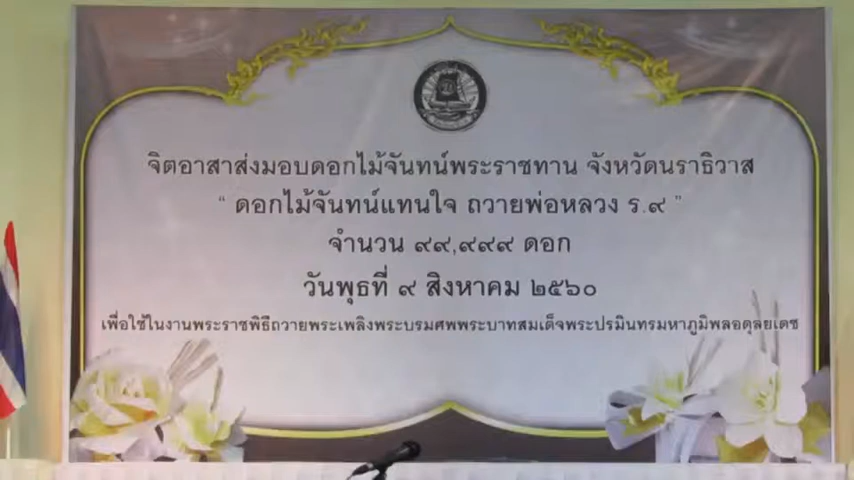 จิตอาสาส่งมอบดอกไม้จันทน์พระราชทาน จังหวัดนราธิวาส
“ ดอกไม้จันทน์แทนใจ ถวายพ่อหลวง ร.๙ ”
จำนวน ๙๙,๙๙๙ ดอก
วันพุธที่ ๙ สิงหาคม ๒๕๖๐
เพื่อใช้ในงานพระราชพิธีถวายพระเพลิงพระบรมศพพระบาทสมเด็จพระปรมินทรมหาภูมิพลอดุลยเดช